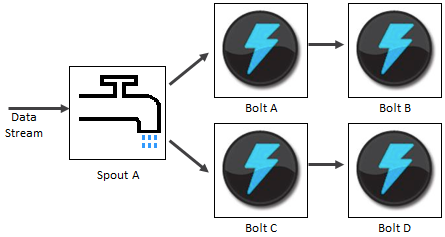 Data
Stream
Spout A
Bolt A
Bolt B
Bolt C
Bolt D